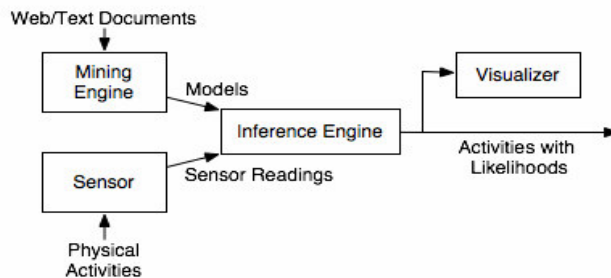 Web/Text Documents
Mining
Engine
Models
Visualizer
Inference Engine
Activities with
Likelihoods
Sensor
Sensor Readings
Physical
Activities